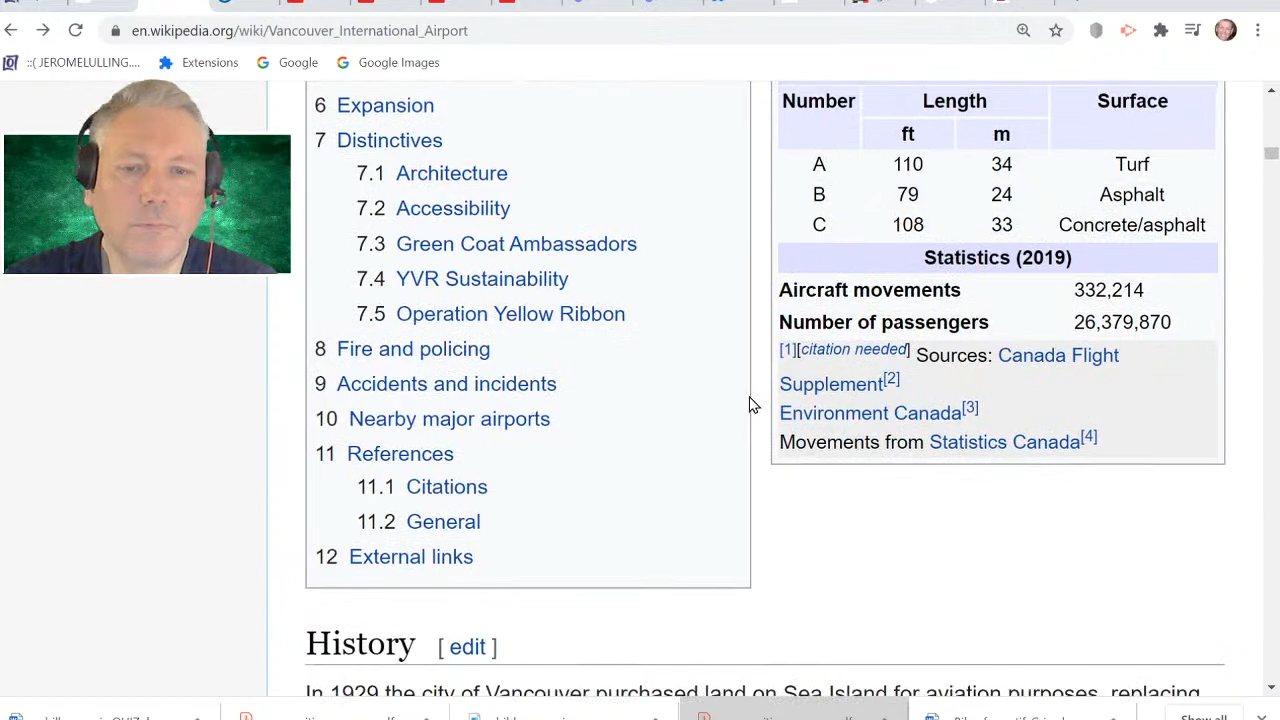 en.wikipedia.org/wiki/Vancouver_International_Airport
::( JEROMELULLING.... Extensions Google Google Images
6 Expansion
7 Distinctives
7.1 Architecture
7.2 Accessibility
7.3 Green Coat Ambassadors
7.4 YVR Sustainability
7.5 Operation Yellow Ribbon
8 Fire and policing
9 Accidents and incidents
10 Nearby major airports
11 References
11.1 Citations
11.2 General
12 External links
Number Length Surface
ft m
A 110 34 Turf
B 79 24 Asphalt
C 108 33 Concrete/asphalt
Statistics (2019)
Aircraft movements 332,214
Number of passengers 26,379,870
[1][citation needed] Sources: Canada Flight
Supplement[2]
Environment Canada[3]
Movements from Statistics Canada[4]
History [ edit ]
In 1929 the city of Vancouver purchased land on Sea Island for aviation purposes, replacing
Show all